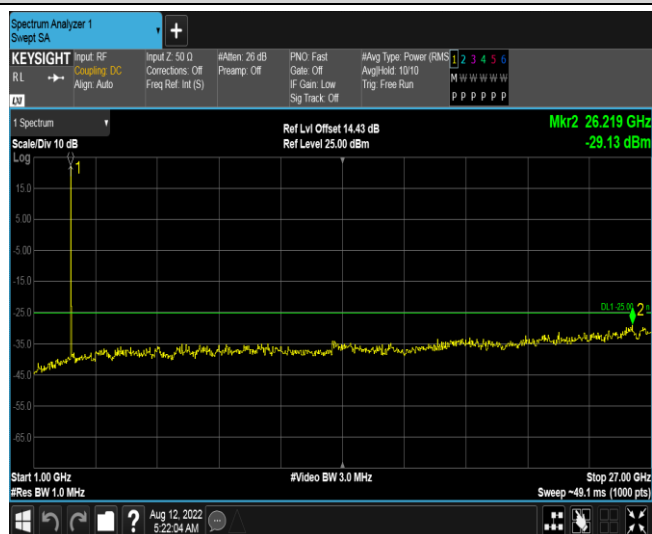 Spectrum Analyzer 1
Swept SA
+
KEYSIGHT Input: RF
RL Coupling: DC
Align: Auto
LXI
Input Z: 50 Ω
Corrections: Off
Freq Ref: Int (S)
#Atten: 26 dB
Preamp: Off
PNO: Fast
Gate: Off
IF Gain: Low
Sig Track: Off
#Avg Type: Power (RMS
Avg|Hold: 10/10
Trig: Free Run
1 2 3 4 5 6
M W W W W W
P P P P P P
1 Spectrum
Scale/Div 10 dB
Ref Lvl Offset 14.43 dB
Ref Level 25.00 dBm
Mkr2 26.219 GHz
-29.13 dBm
Log
1
15.0
5.00
-5.00
-15.0
-25.0
DL1 -25.00
2
-35.0
-45.0
-55.0
-65.0
Start 1.00 GHz
#Res BW 1.0 MHz
#Video BW 3.0 MHz
Stop 27.00 GHz
Sweep ~49.1 ms (1000 pts)
?
Aug 12, 2022
5:22:04 AM